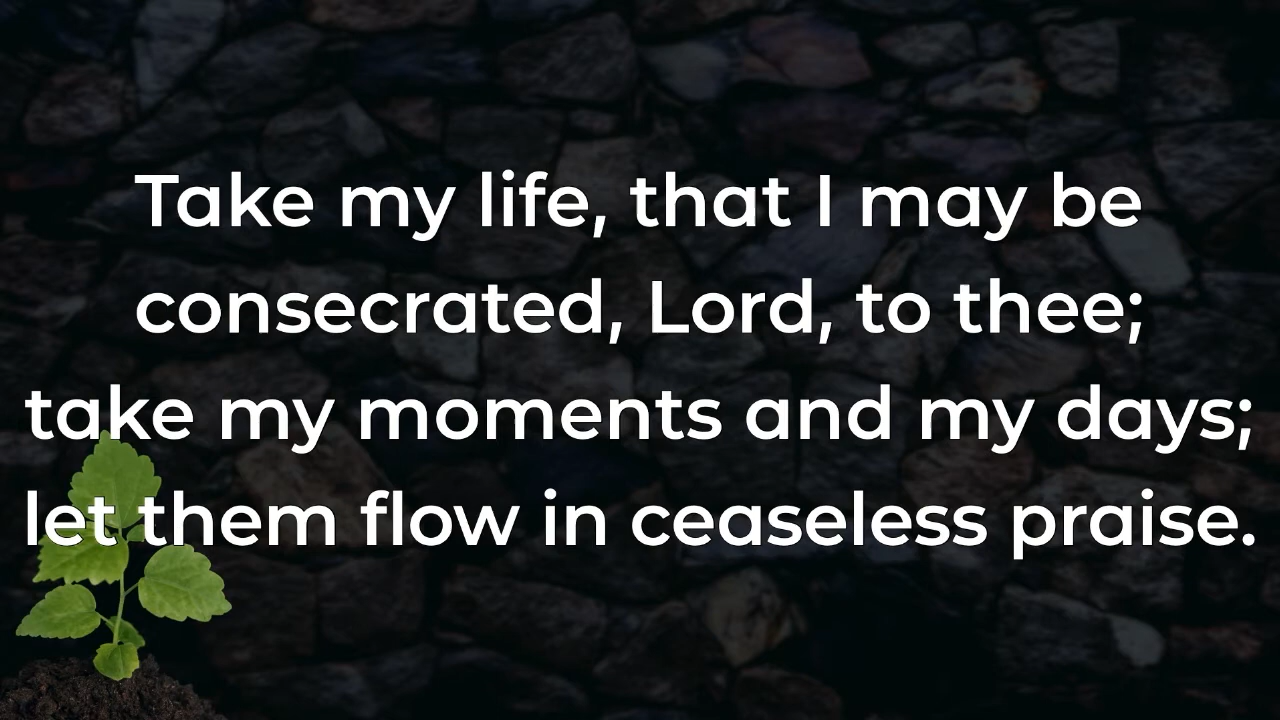 Take my life, that I may be
consecrated, Lord, to thee;
take my moments and my days;
let them flow in ceaseless praise.